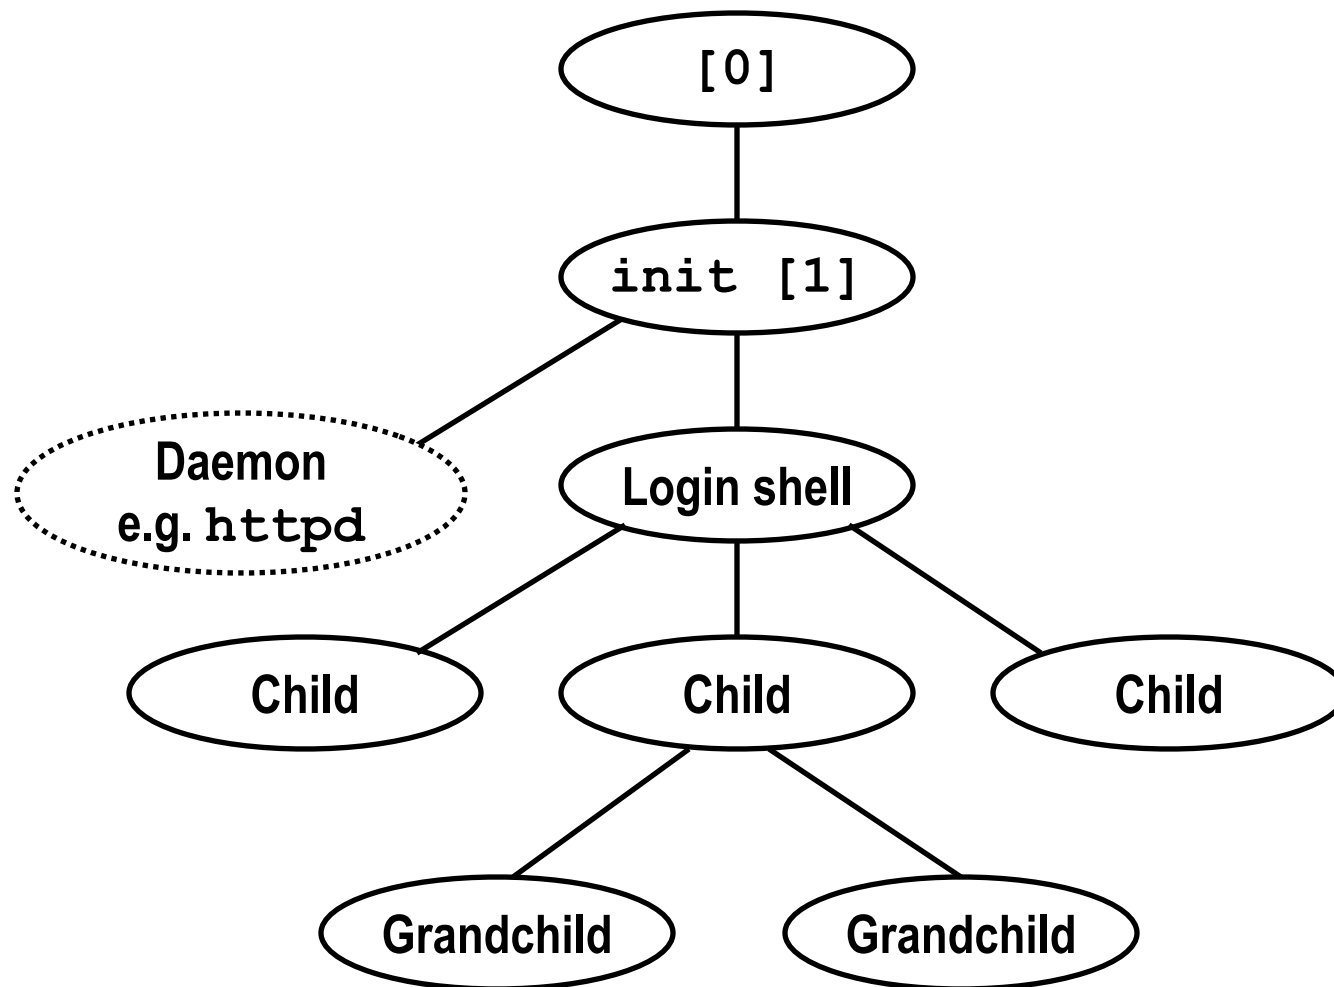 [0]
init [1]
Daemon
e.g. httpd
Login shell
Child
Child
Child
Grandchild
Grandchild